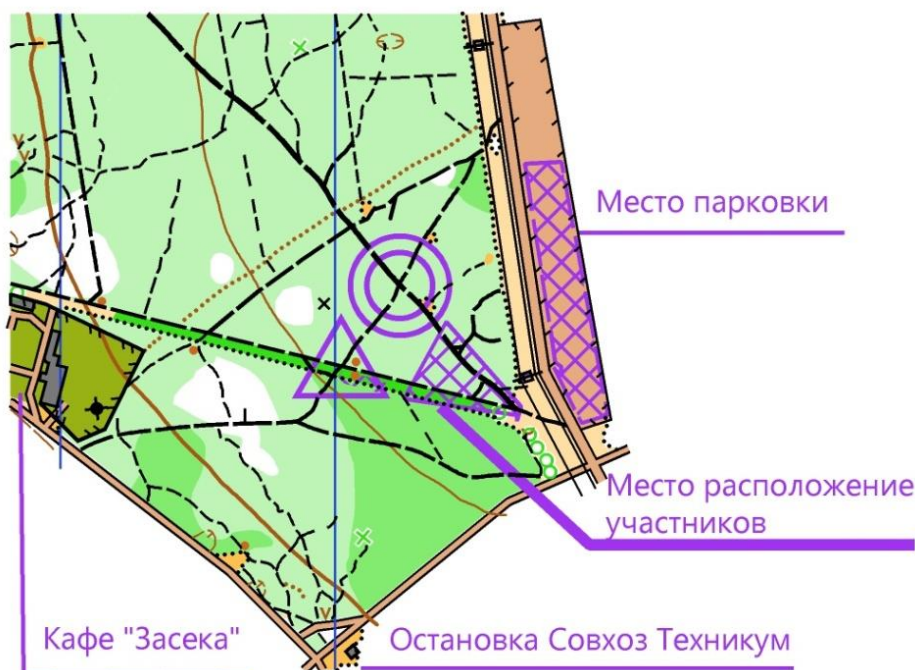 Место парковки
Место расположение
участников
Кафе "Засека"
Остановка Совхоз Техникум